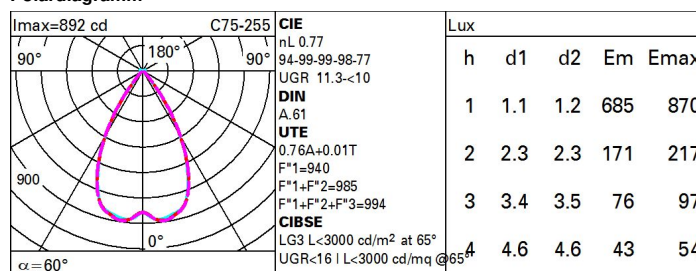 Imax=892 cd C75-255
90° 180° 90°
900
0°
α=60°
CIE
nL 0.77
94-99-99-98-77
UGR 11.3-<10
DIN
A.61
UTE
0.76A+0.01T
F"1=940
F"1+F"2=985
F"1+F"2+F"3=994
CIBSE
LG3 L<3000 cd/m² at 65°
UGR<16 | L<3000 cd/mq @65°
Lux
h d1 d2 Em Emax
1 1.1 1.2 685 870
2 2.3 2.3 171 217
3 3.4 3.5 76 97
4 4.6 4.6 43 54